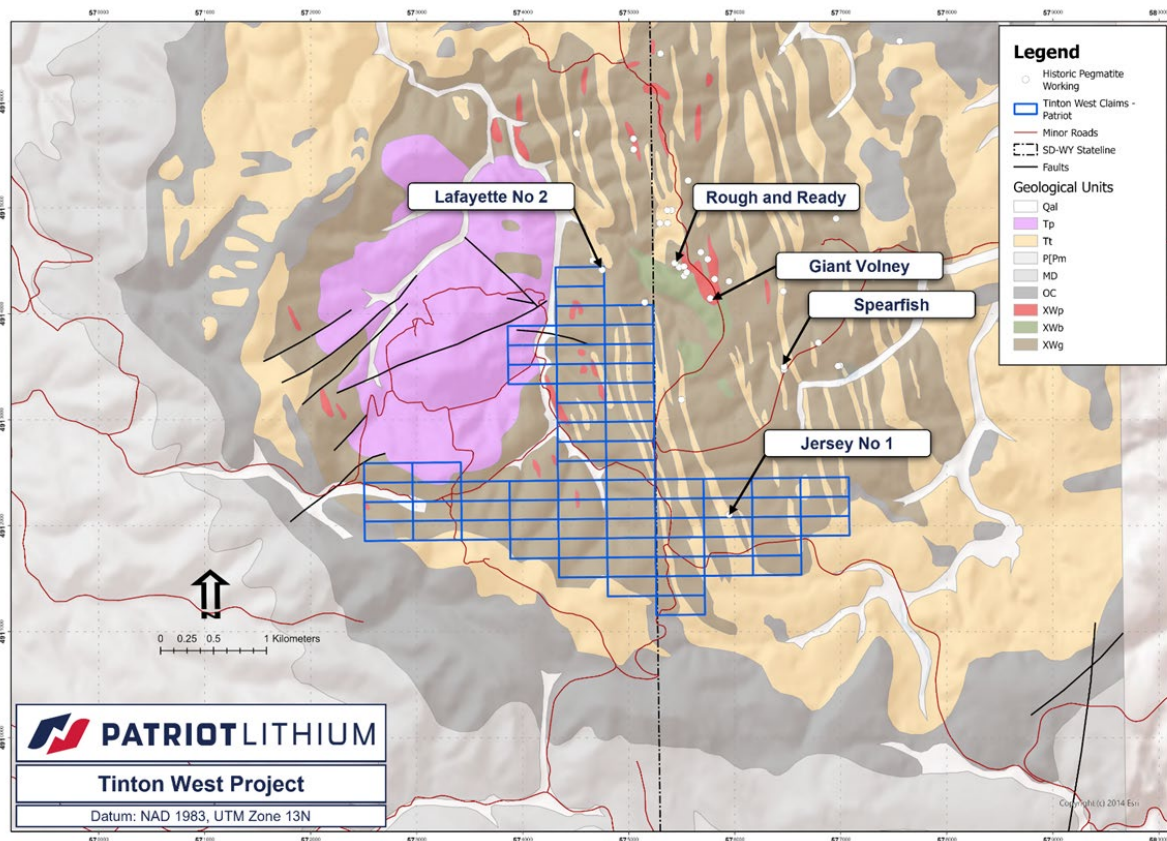 Legend
Historic Pegmatite
Working
Tinton West Claims -
Patriot
Minor Roads
SD-WY Stateline
Faults
Geological Units
Qal
Tp
Tt
P[Pm
MD
OC
XWp
XWb
XWg
Lafayette No 2
Rough and Ready
Giant Volney
Spearfish
Jersey No 1
0 0.25 0.5 1 Kilometers
PATRIOTLITHIUM
Tinton West Project
Datum: NAD 1983, UTM Zone 13N
Copyright:(c) 2014 Esri